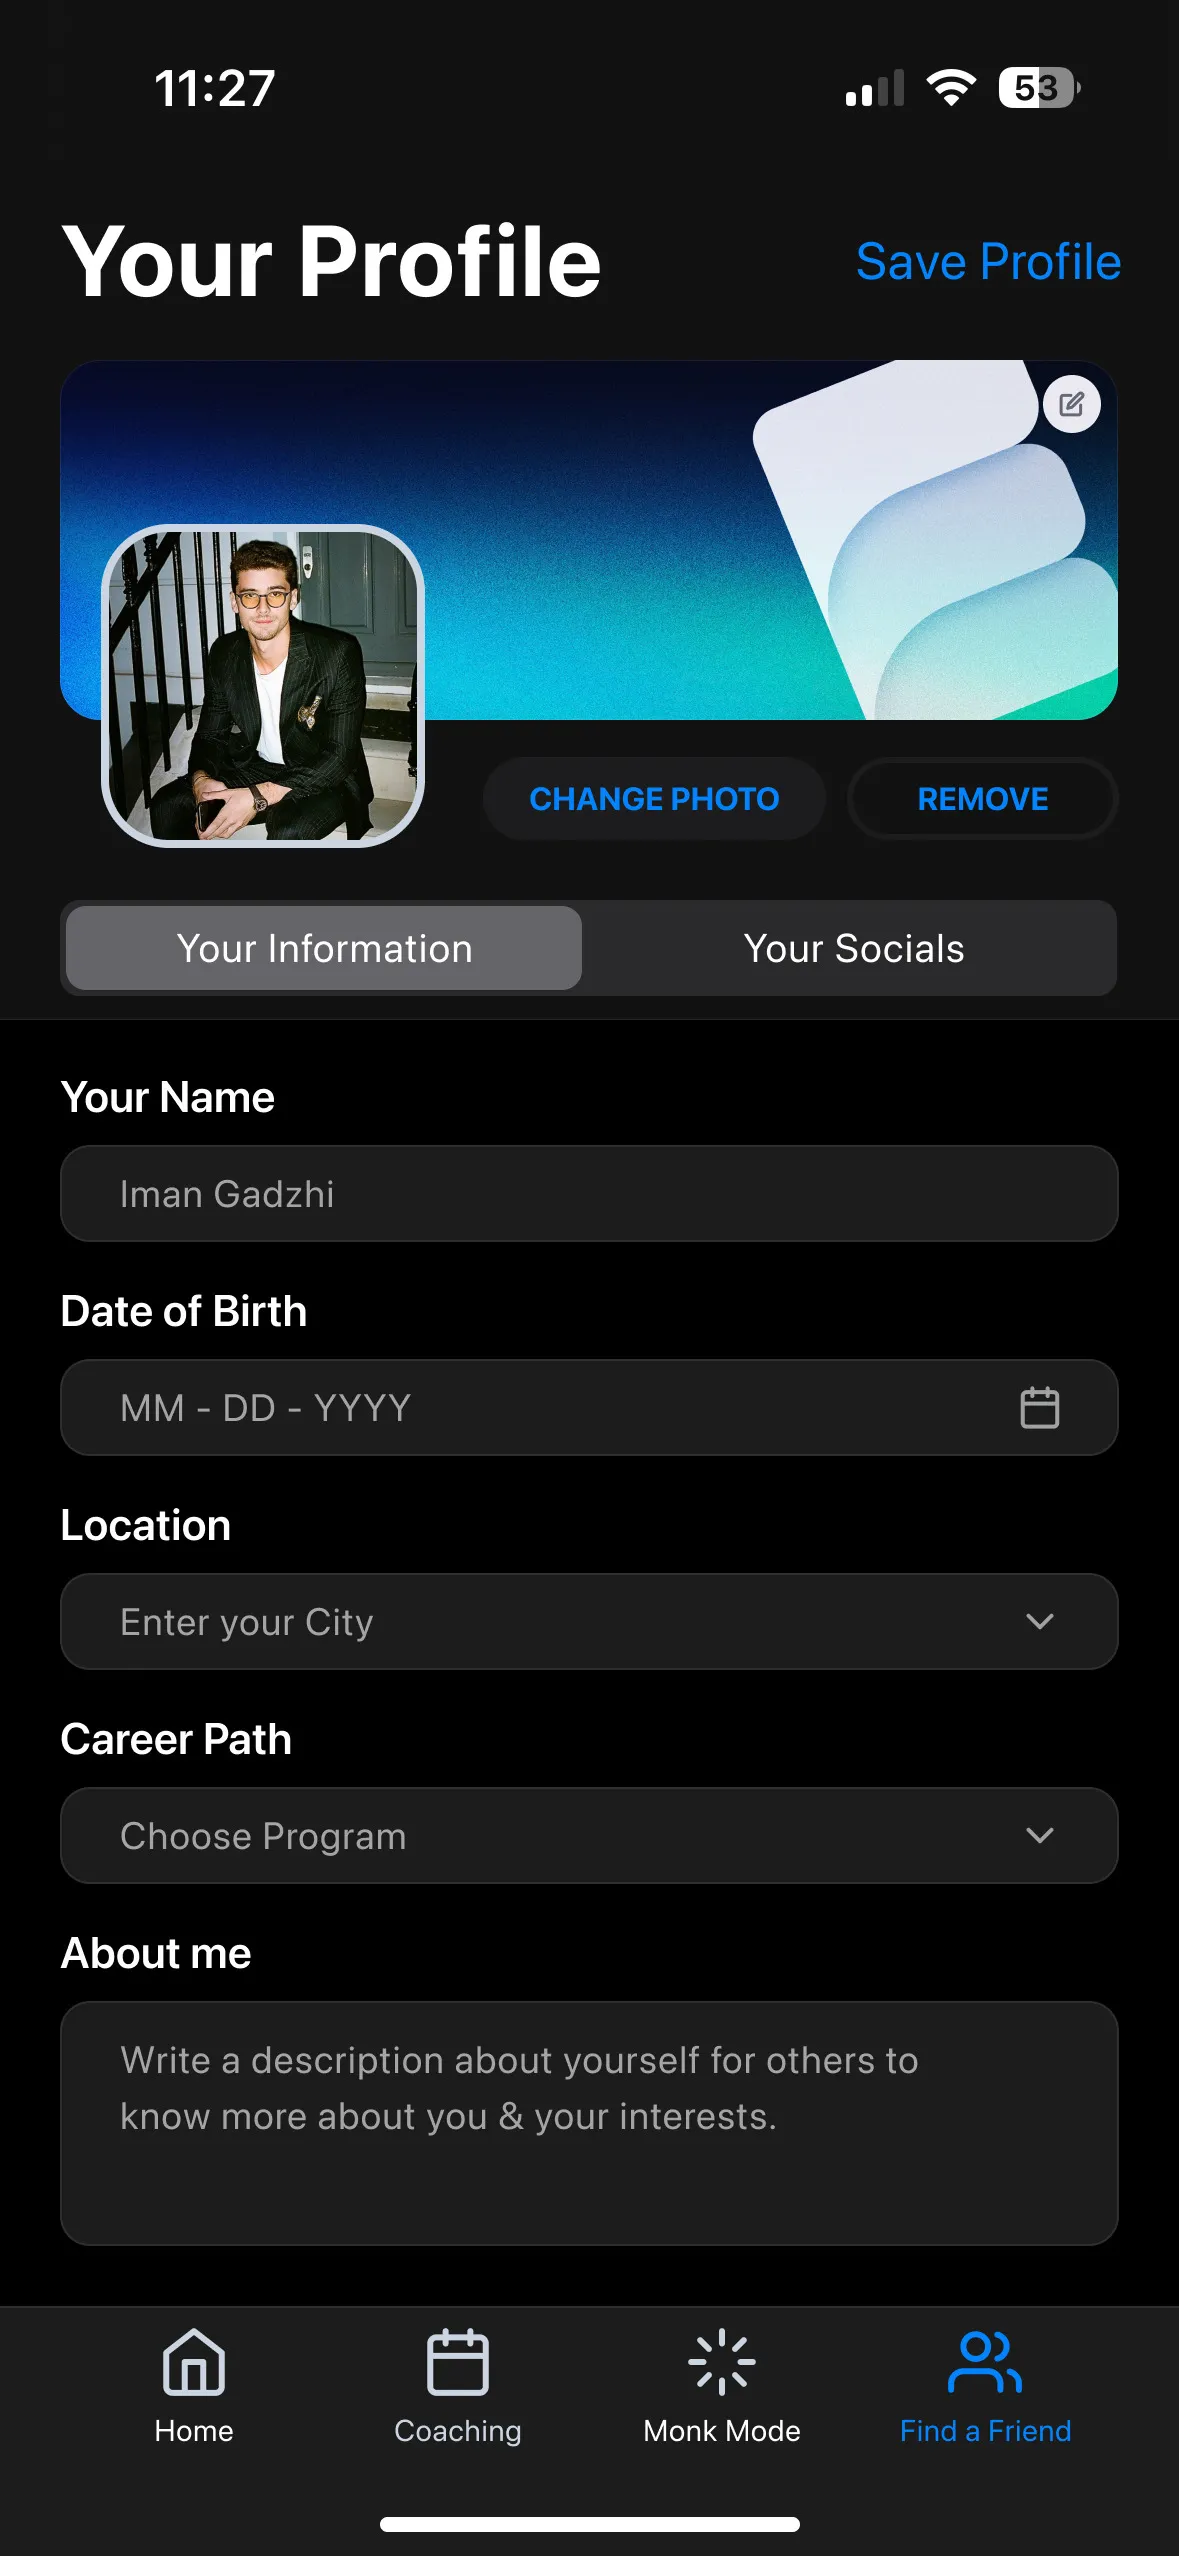 11:27
53
Your Profile
Save Profile
CHANGE PHOTO
REMOVE
Your Information
Your Socials
Your Name
Iman Gadzhi
Date of Birth
MM - DD - YYYY
Location
Enter your City
Career Path
Choose Program
About me
Write a description about yourself for others to
know more about you & your interests.
Home
Coaching
Monk Mode
Find a Friend